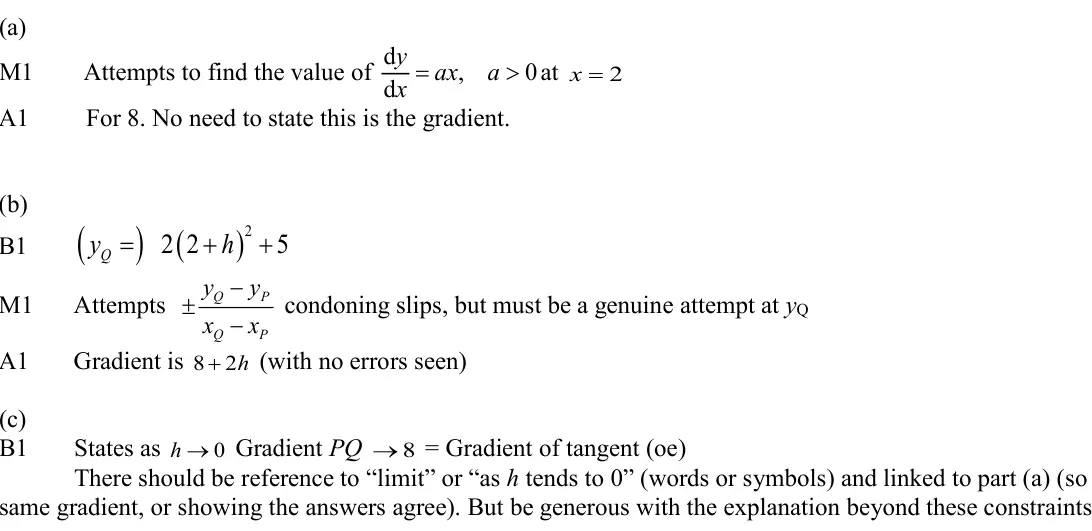 (a)
M1 Attempts to find the value of dy/dx = ax, a > 0 at x = 2
A1 For 8. No need to state this is the gradient.
(b)
B1 (y_Q =) 2(2 + h)² + 5
M1 Attempts ± (y_Q − y_P)/(x_Q − x_P) condoning slips, but must be a genuine attempt at y_Q
A1 Gradient is 8 + 2h (with no errors seen)
(c)
B1 States as h → 0 Gradient PQ → 8 = Gradient of tangent (oe)
There should be reference to “limit” or “as h tends to 0” (words or symbols) and linked to part (a) (so
same gradient, or showing the answers agree). But be generous with the explanation beyond these constraints